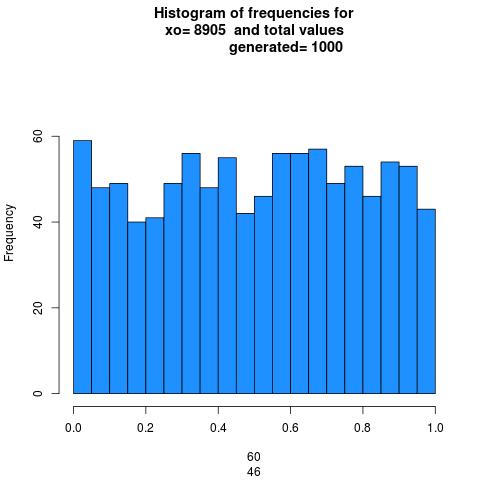 Histogram of frequencies for
xo= 8905 and total values
generated= 1000
Frequency
60
40
20
0
0.0 0.2 0.4 0.6 0.8 1.0
60
46